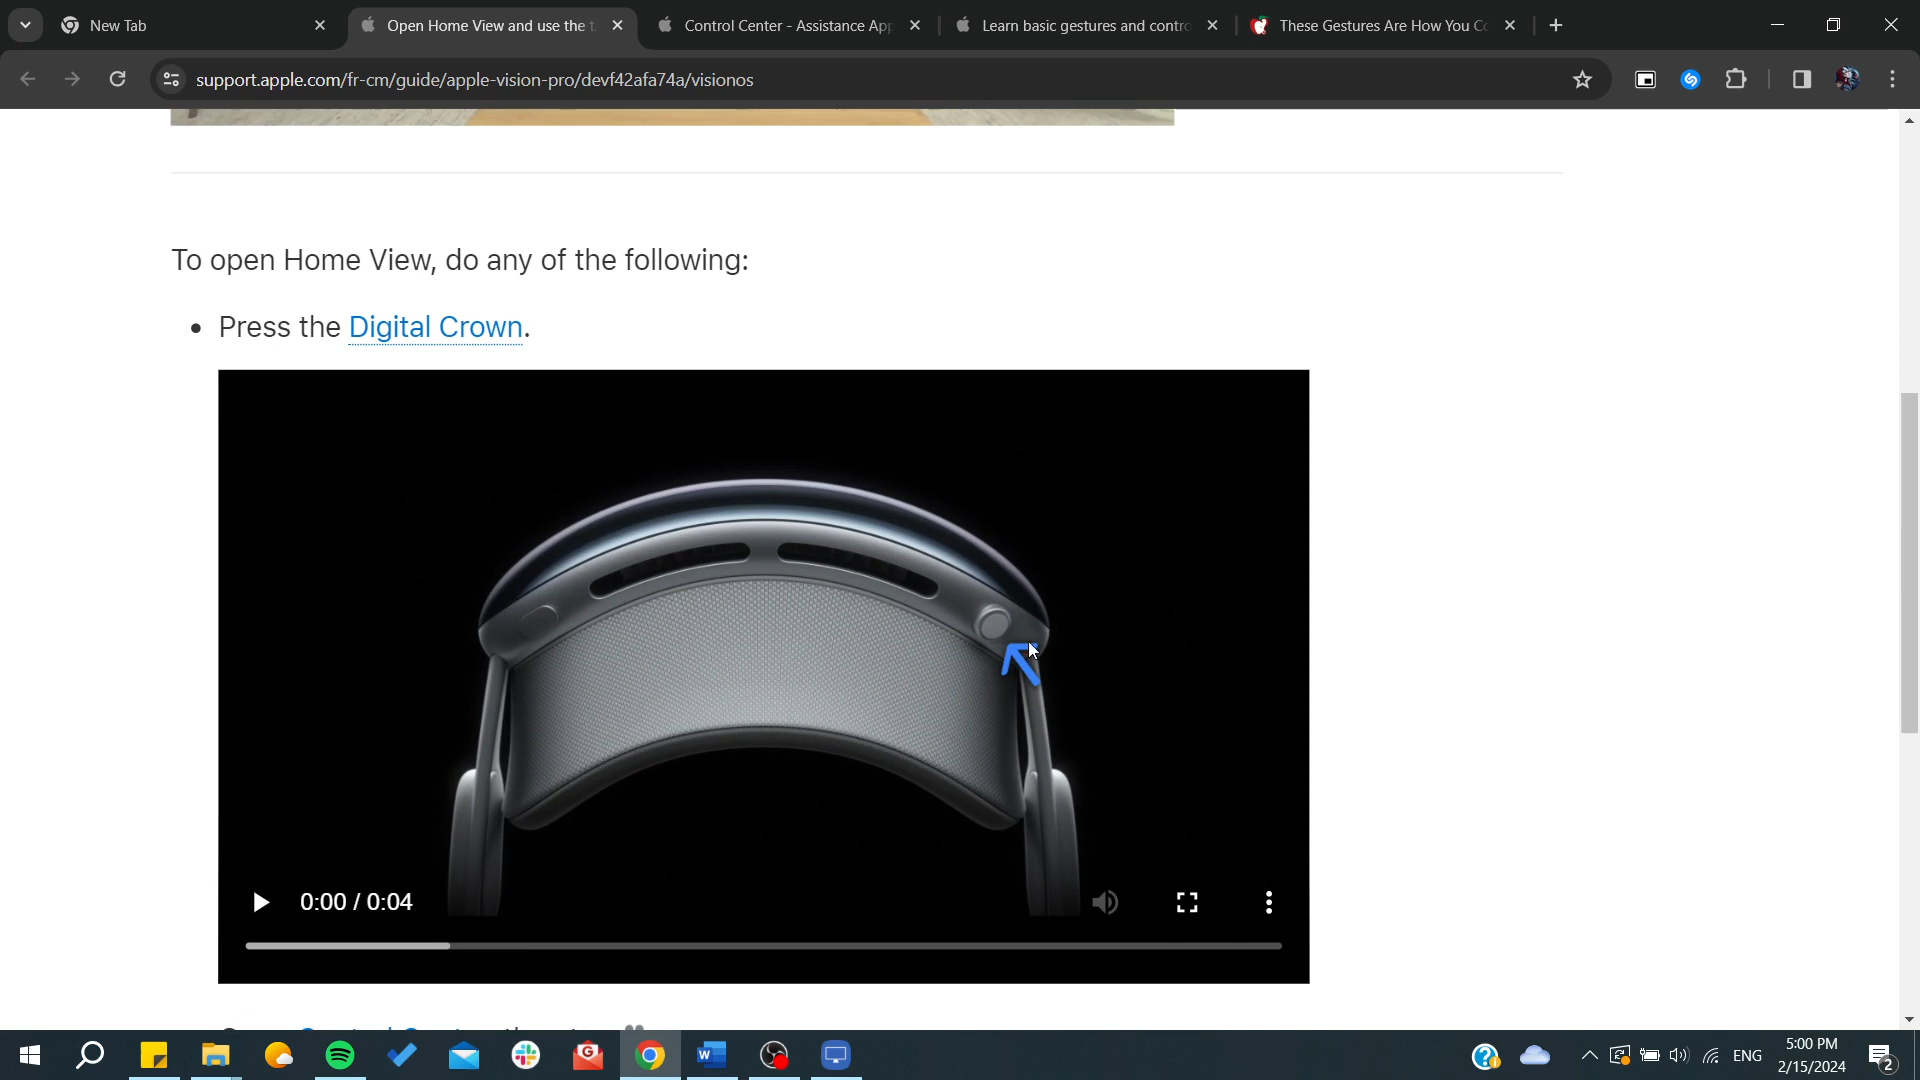 New Tab
Open Home View and use the t
Control Center - Assistance App
Learn basic gestures and contro
These Gestures Are How You Co
support.apple.com/fr-cm/guide/apple-vision-pro/devf42afa74a/visionos
To open Home View, do any of the following:
• Press the Digital Crown.
0:00 / 0:04
ENG
5:00 PM
2/15/2024
2